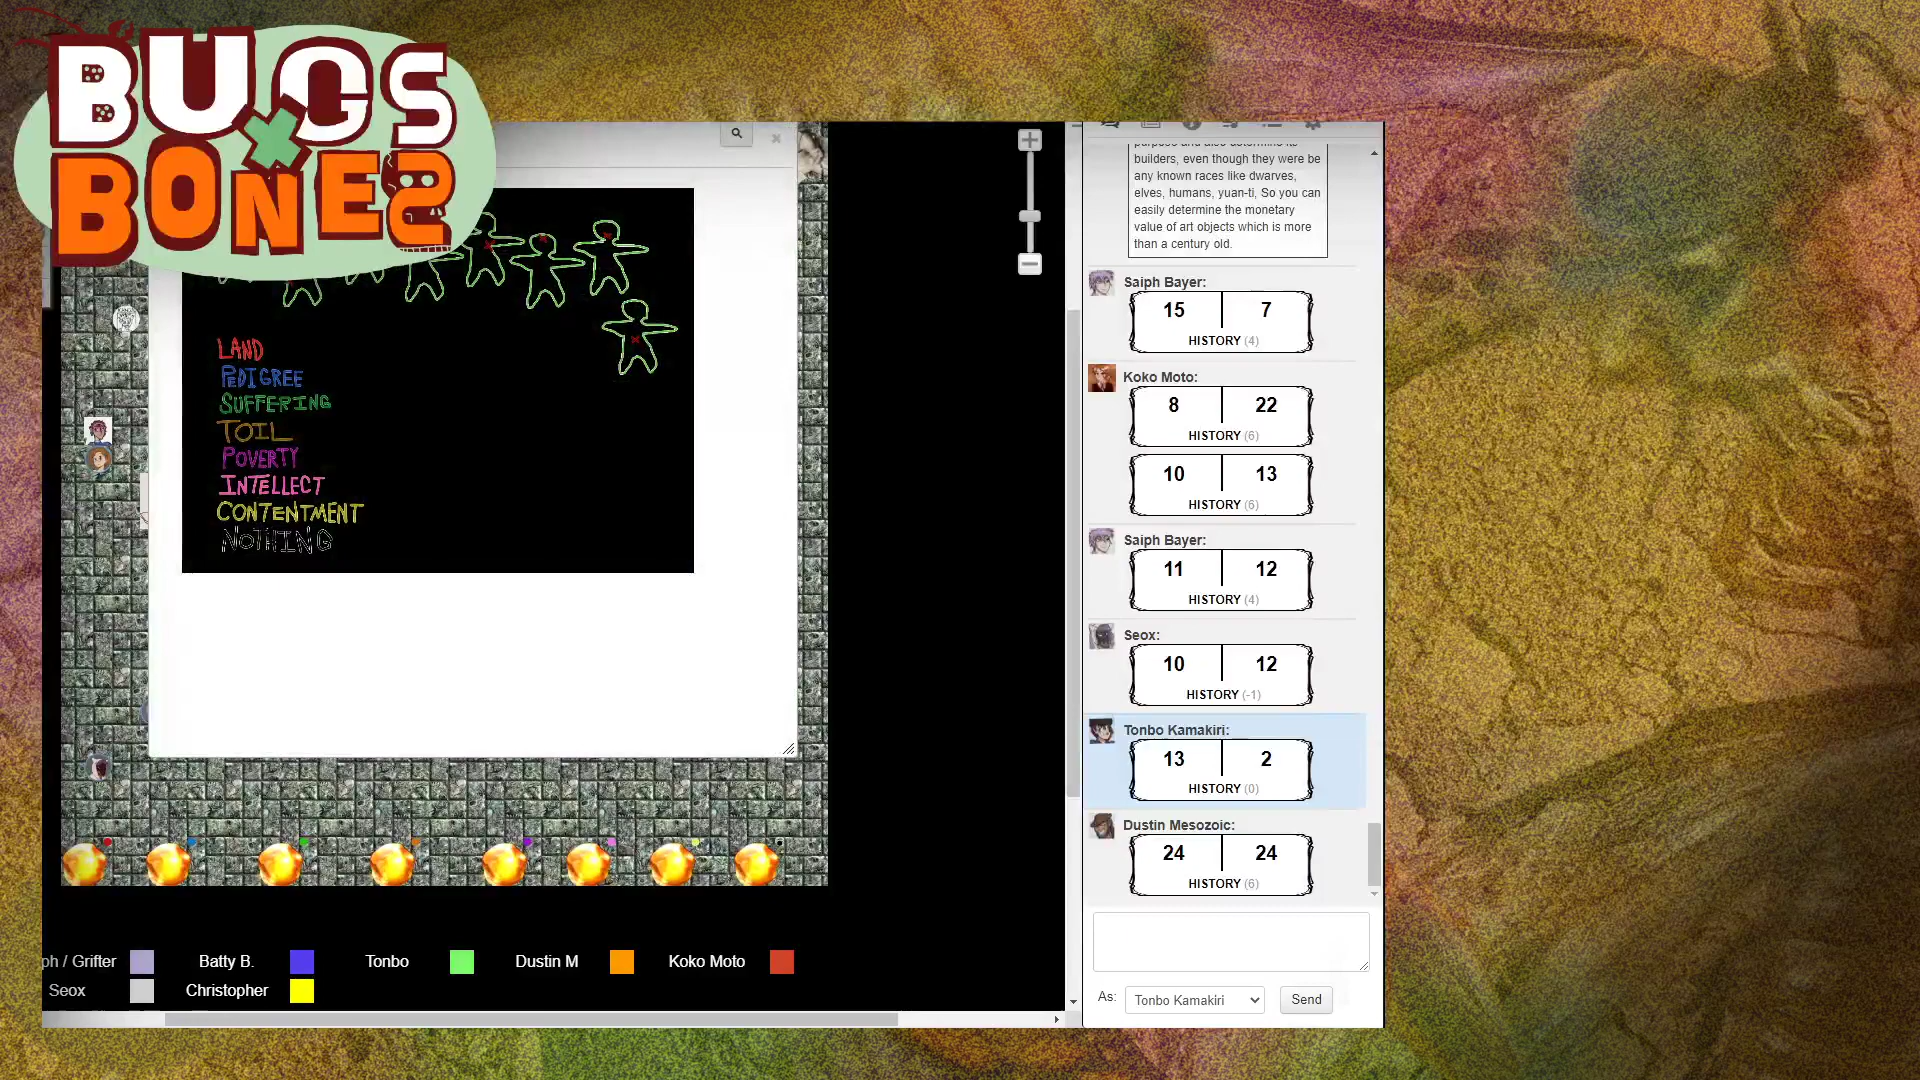 BUGS
X
BONES
LAND
PEDIGREE
SUFFERING
TOIL
POVERTY
INTELLECT
CONTENTMENT
NOTHING
builders, even though they were be
any known races like dwarves,
elves, humans, yuan-ti, So you can
easily determine the monetary
value of art objects which is more
than a century old.
Saiph Bayer:
15 7
HISTORY (4)
Koko Moto:
8 22
HISTORY (6)
10 13
HISTORY (6)
Saiph Bayer:
11 12
HISTORY (4)
Seox:
10 12
HISTORY (-1)
Tonbo Kamakiri:
13 2
HISTORY (0)
Dustin Mesozoic:
24 24
HISTORY (6)
As: Tonbo Kamakiri Send
ph / Grifter Batty B. Tonbo Dustin M Koko Moto
Seox Christopher